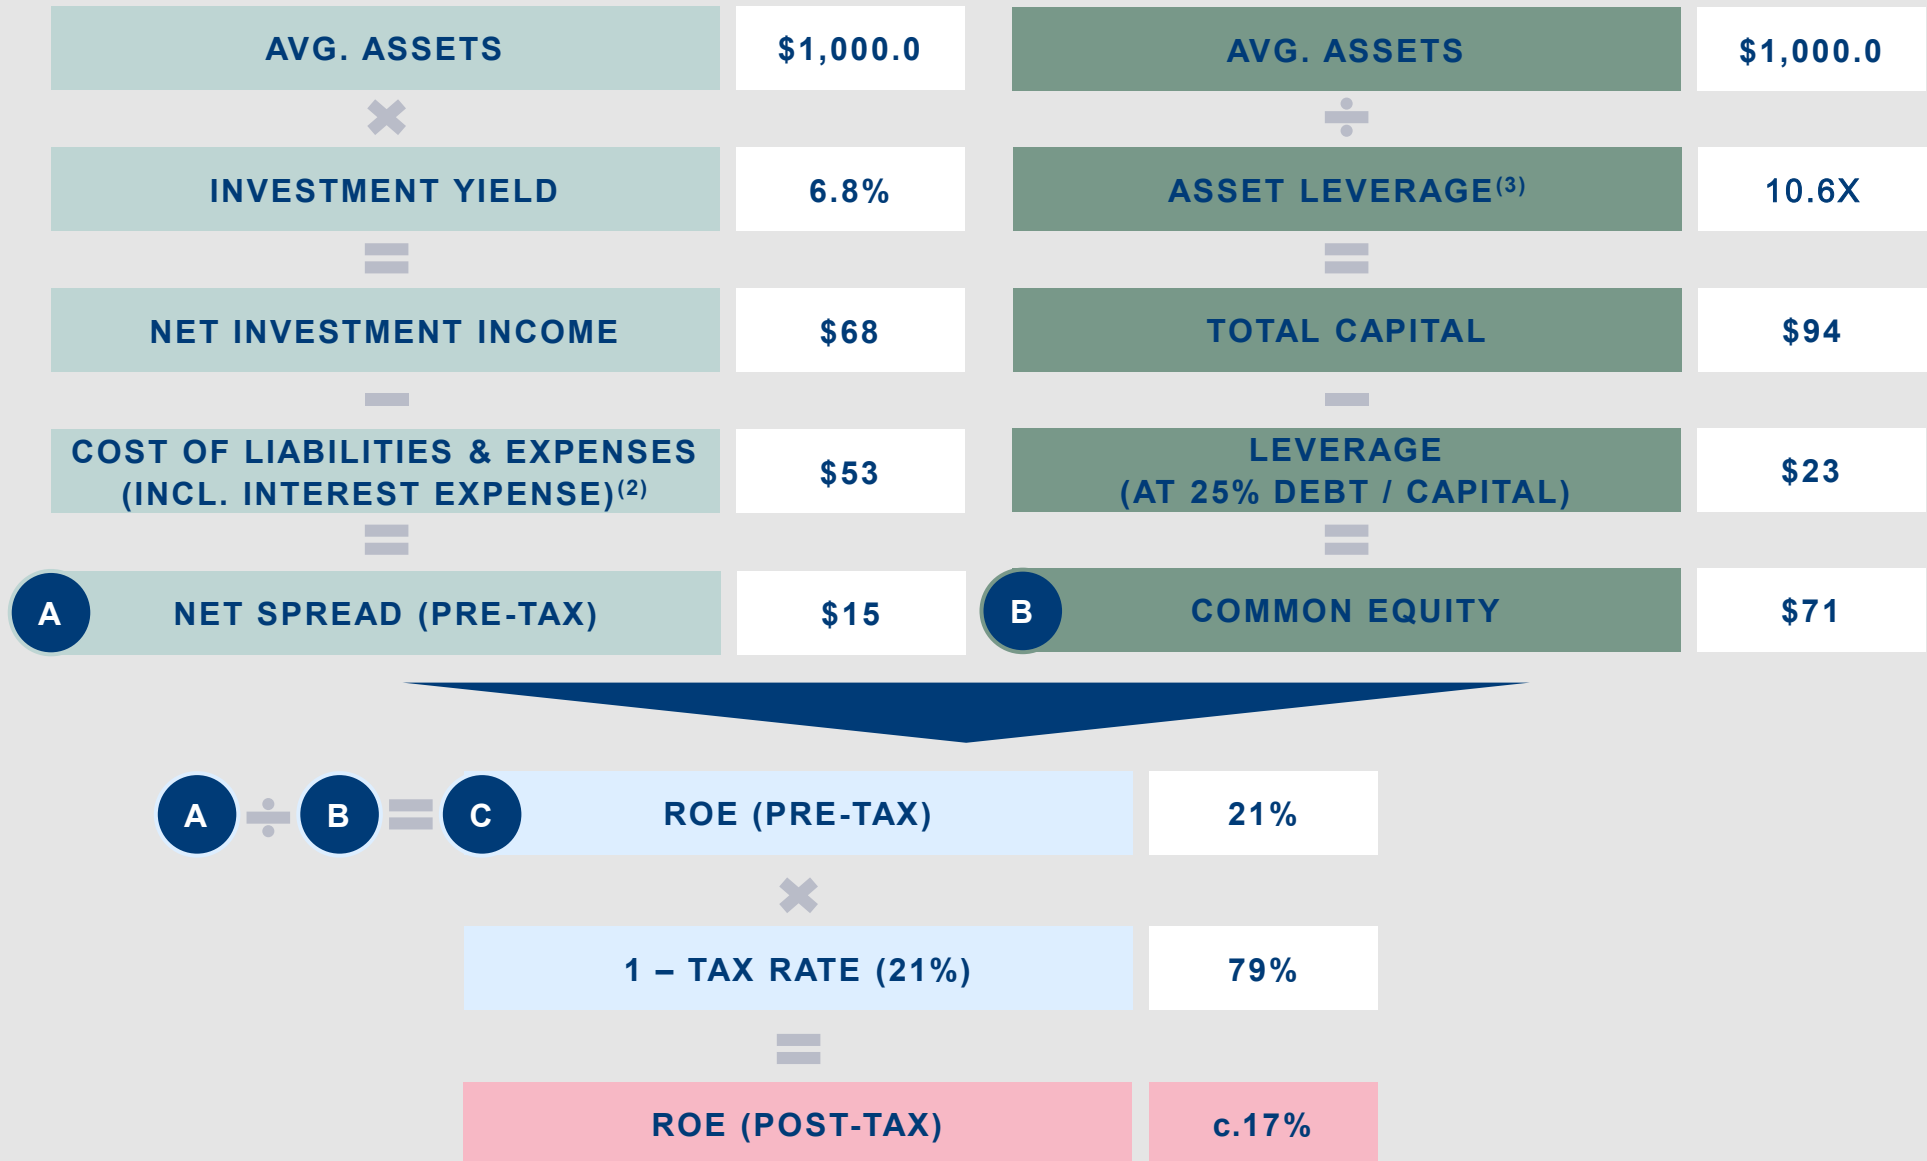 AVG. ASSETS $1,000.0
×
INVESTMENT YIELD 6.8%
=
NET INVESTMENT INCOME $68
−
COST OF LIABILITIES & EXPENSES
(INCL. INTEREST EXPENSE)(2) $53
=
A NET SPREAD (PRE-TAX) $15
AVG. ASSETS $1,000.0
÷
ASSET LEVERAGE(3) 10.6X
=
TOTAL CAPITAL $94
−
LEVERAGE
(AT 25% DEBT / CAPITAL) $23
=
B COMMON EQUITY $71
A ÷ B = C ROE (PRE-TAX) 21%
×
1 – TAX RATE (21%) 79%
=
ROE (POST-TAX) c.17%